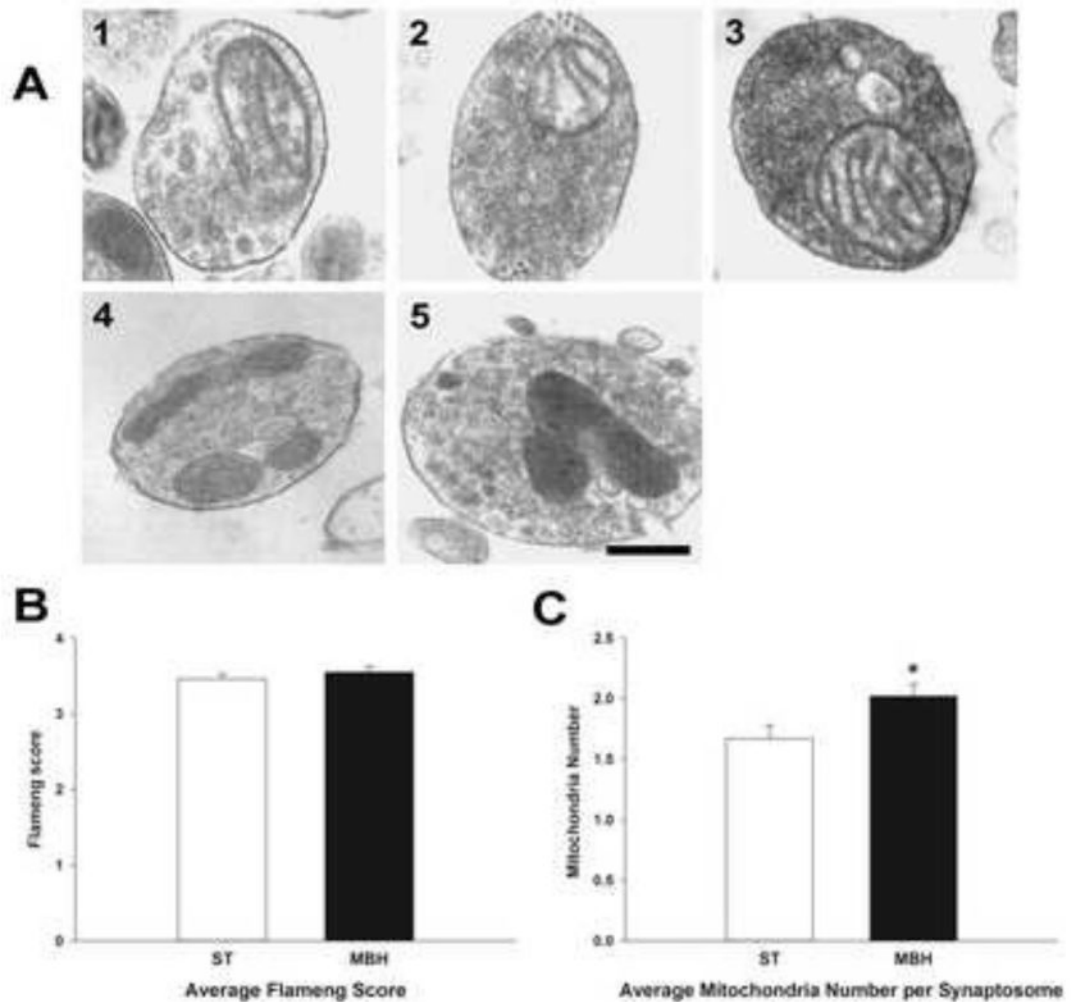 A
1
2
3
4
5
B
C
4
3
2
1
0
Flameng score
ST
MBH
Average Flameng Score
2.5
2.0
1.5
1.0
0.5
0.0
Mitochondria Number
*
ST
MBH
Average Mitochondria Number per Synaptosome